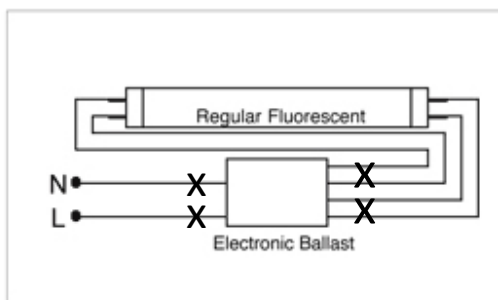 Regular Fluorescent
N X X
L X X
Electronic Ballast